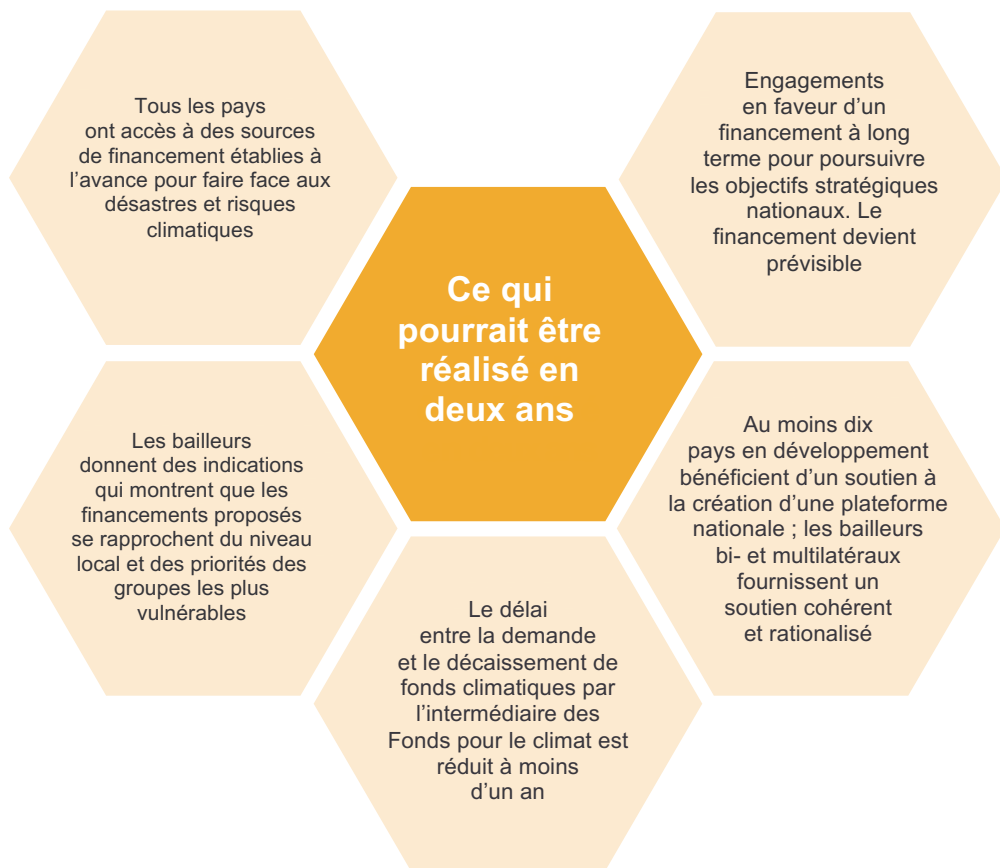 Tous les pays
ont accès à des sources
de financement établies à
l’avance pour faire face aux
désastres et risques
climatiques
Engagements
en faveur d’un
financement à long
terme pour poursuivre
les objectifs stratégiques
nationaux. Le
financement devient
prévisible
Ce qui
pourrait être
réalisé en
deux ans
Les bailleurs
donnent des indications
qui montrent que les
financements proposés
se rapprochent du niveau
local et des priorités des
groupes les plus
vulnérables
Au moins dix
pays en développement
bénéficient d’un soutien à
la création d’une plateforme
nationale ; les bailleurs
bi- et multilatéraux
fournissent un
soutien cohérent
et rationalisé
Le délai
entre la demande
et le décaissement de
fonds climatiques par
l’intermédiaire des
Fonds pour le climat est
réduit à moins
d’un an